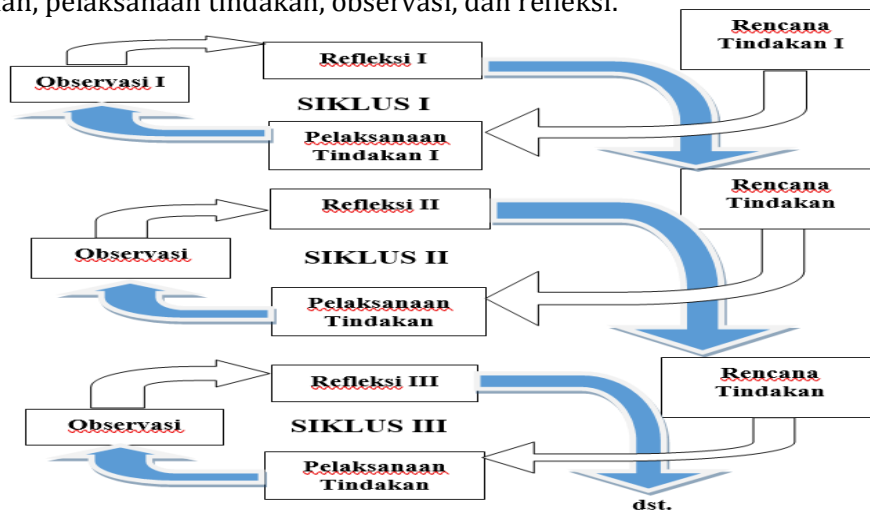 an, pelaksanaan tindakan, observasi, dan refleksi.
Rencana
Tindakan I
Refleksi I
Observasi I
SIKLUS I
Pelaksanaan
Tindakan I
Rencana
Tindakan
Refleksi II
Observasi
SIKLUS II
Pelaksanaan
Tindakan
Rencana
Tindakan
Refleksi III
Observasi
SIKLUS III
Pelaksanaan
Tindakan
dst.